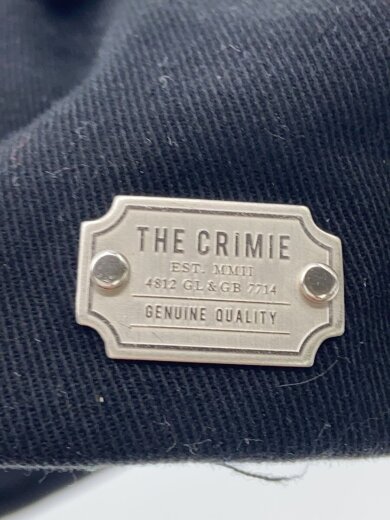 THE CRiMIE
EST. MMII
4812 GL&GB 7714
GENUINE QUALITY